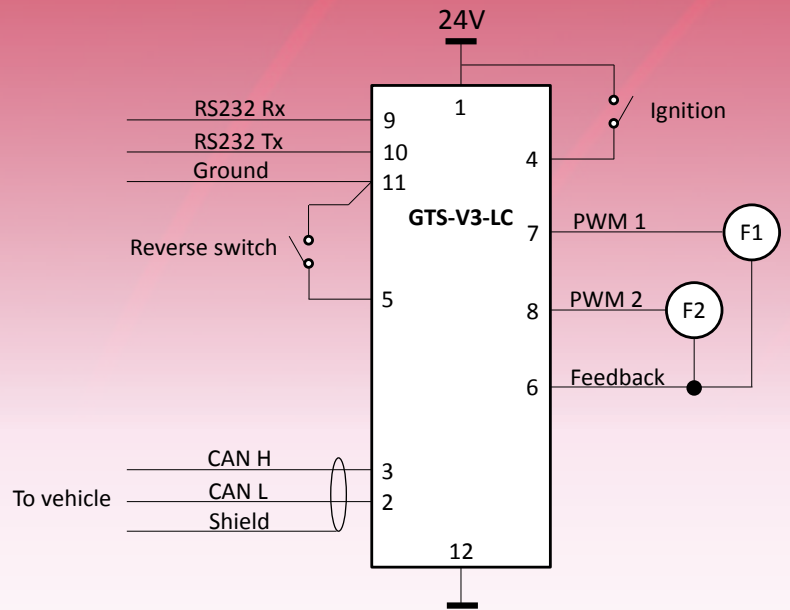 24V
RS232 Rx
9
1
Ignition
RS232 Tx
10
4
Ground
11
GTS-V3-LC
7
PWM 1
F1
Reverse switch
5
8
PWM 2
F2
6
Feedback
CAN H
3
To vehicle
CAN L
2
Shield
12